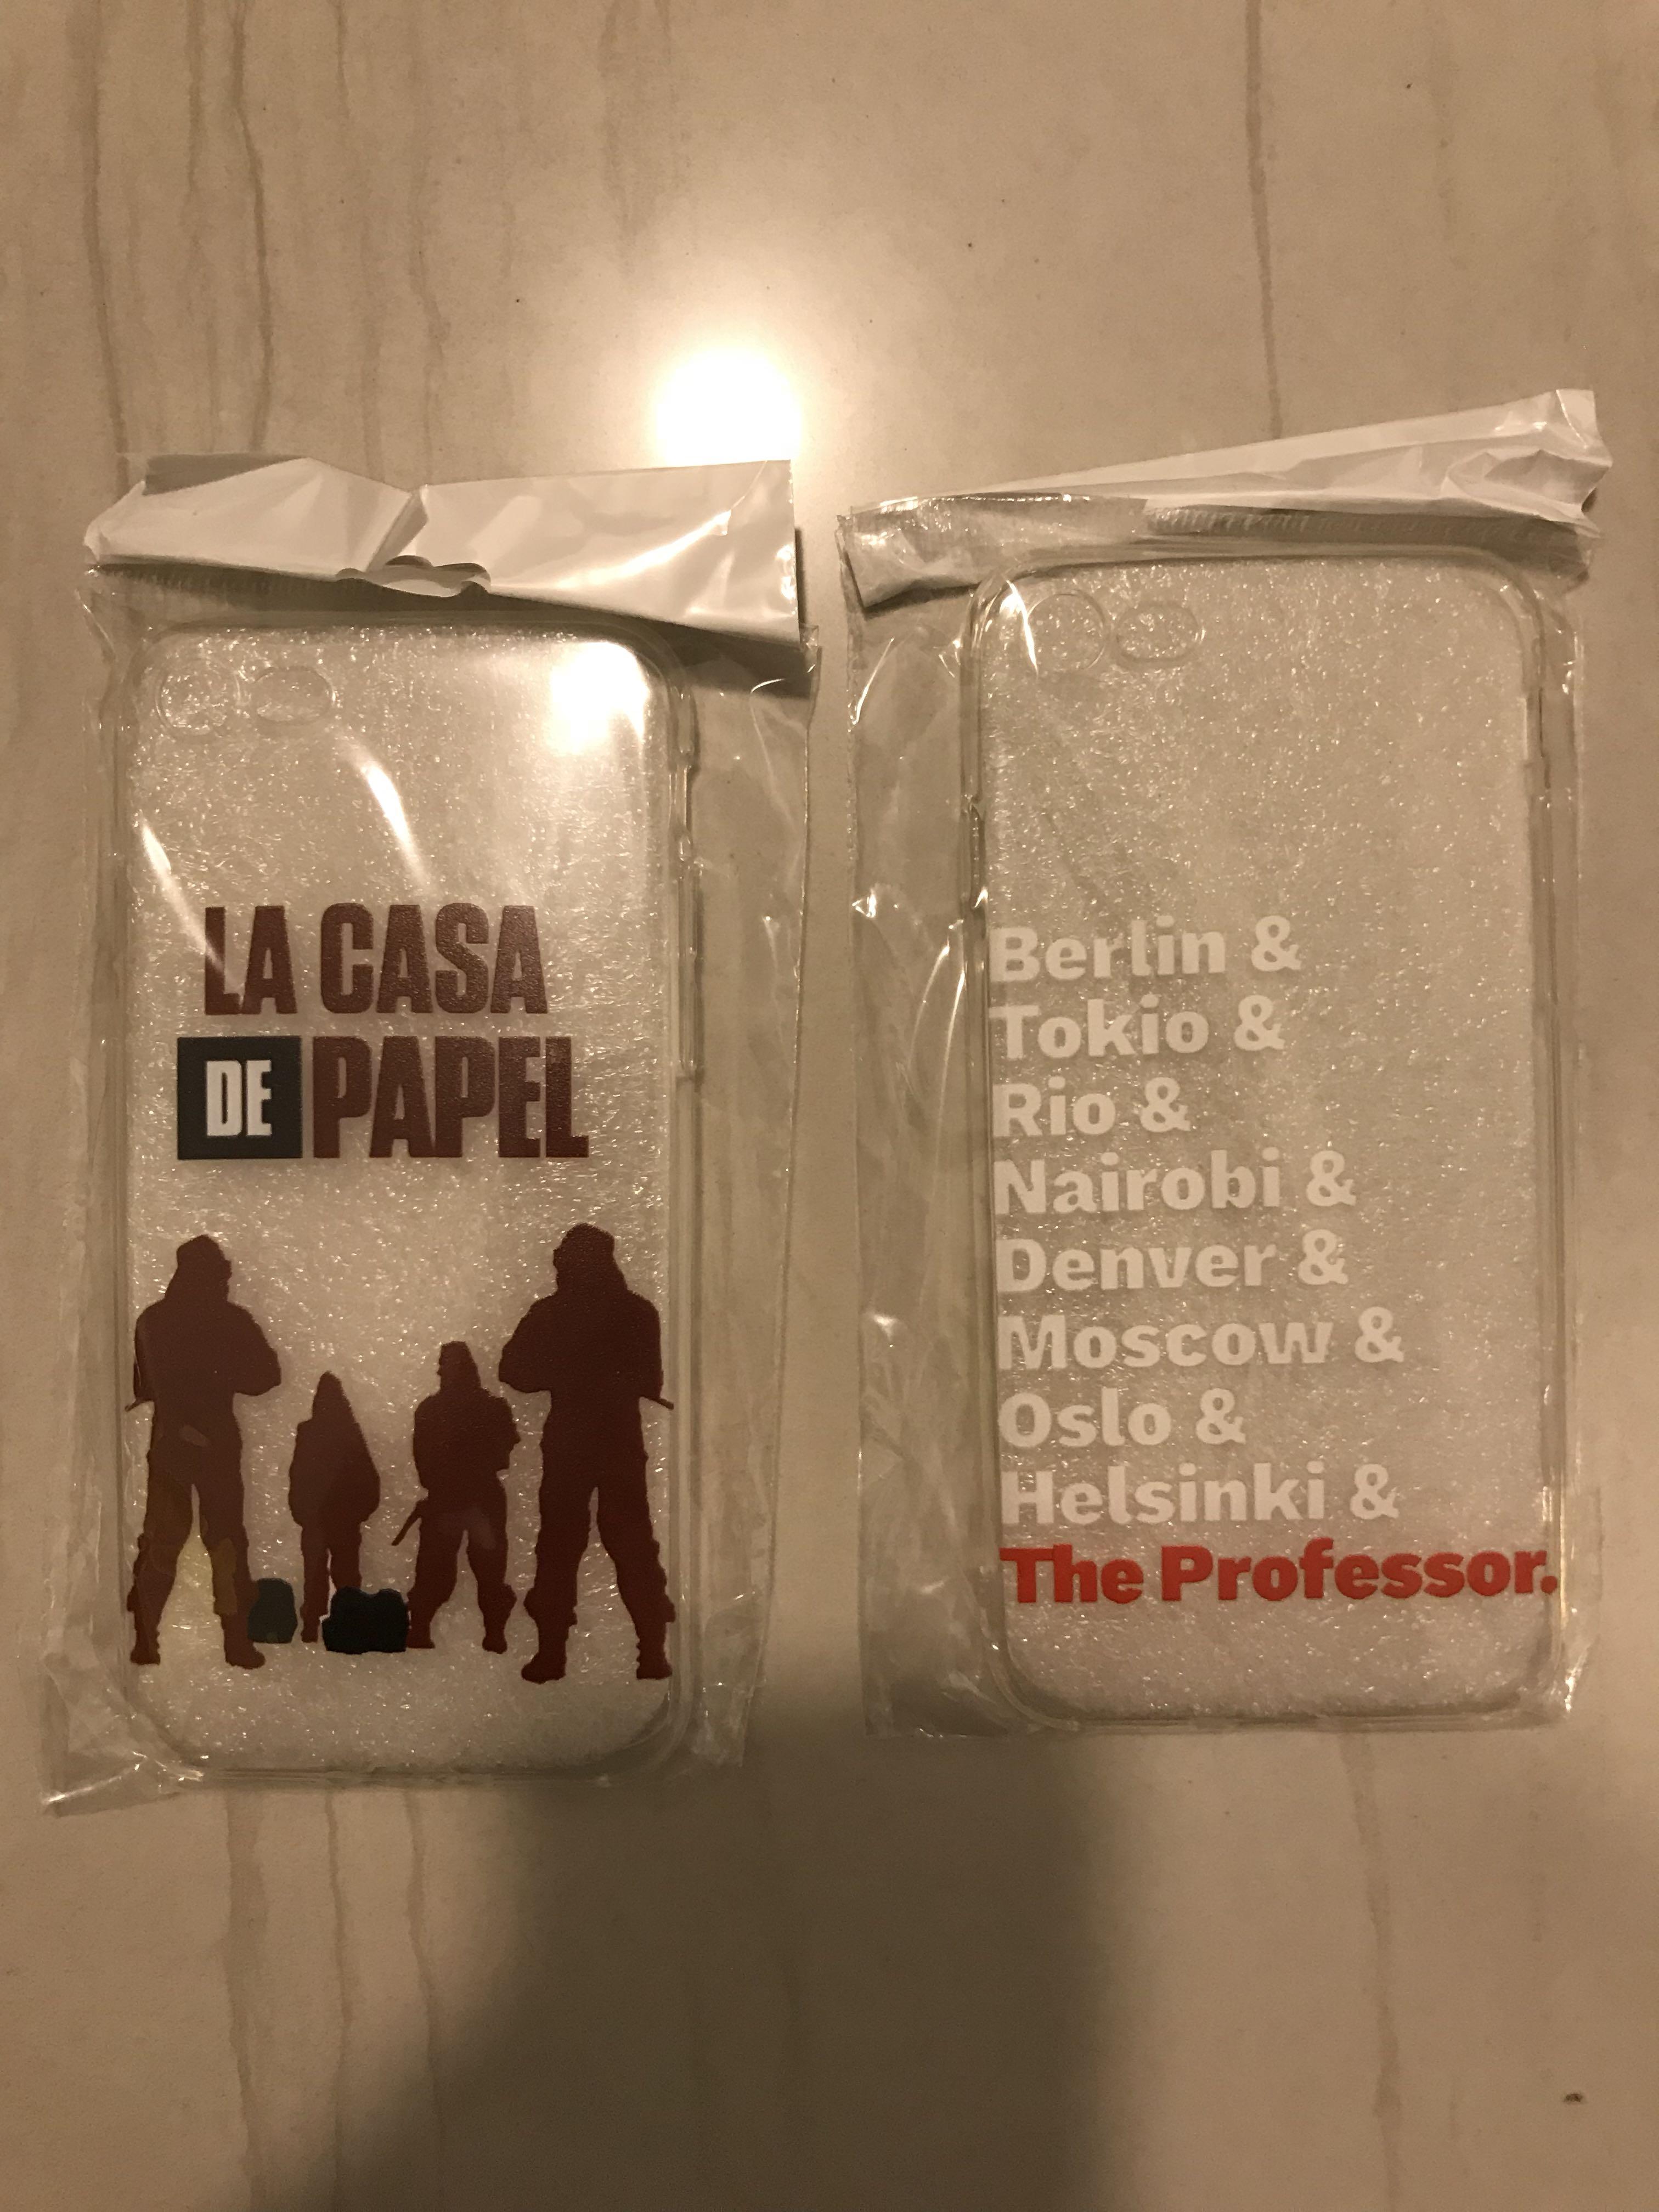 LA CASA
DE PAPEL
Berlin &
Tokio &
Rio &
Nairobi &
Denver &
Moscow &
Oslo &
Helsinki &
The Professor.